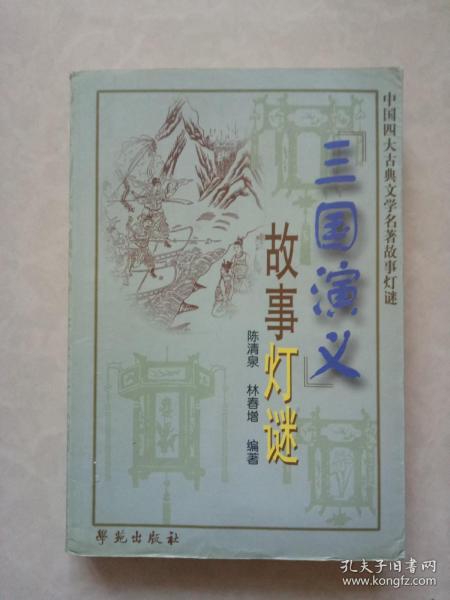 中国四大古典文学名著故事灯谜
『三国演义』
故事灯谜
陈清泉 林春增 编著
學苑出版社
孔夫子旧书网
www.kongfz.com